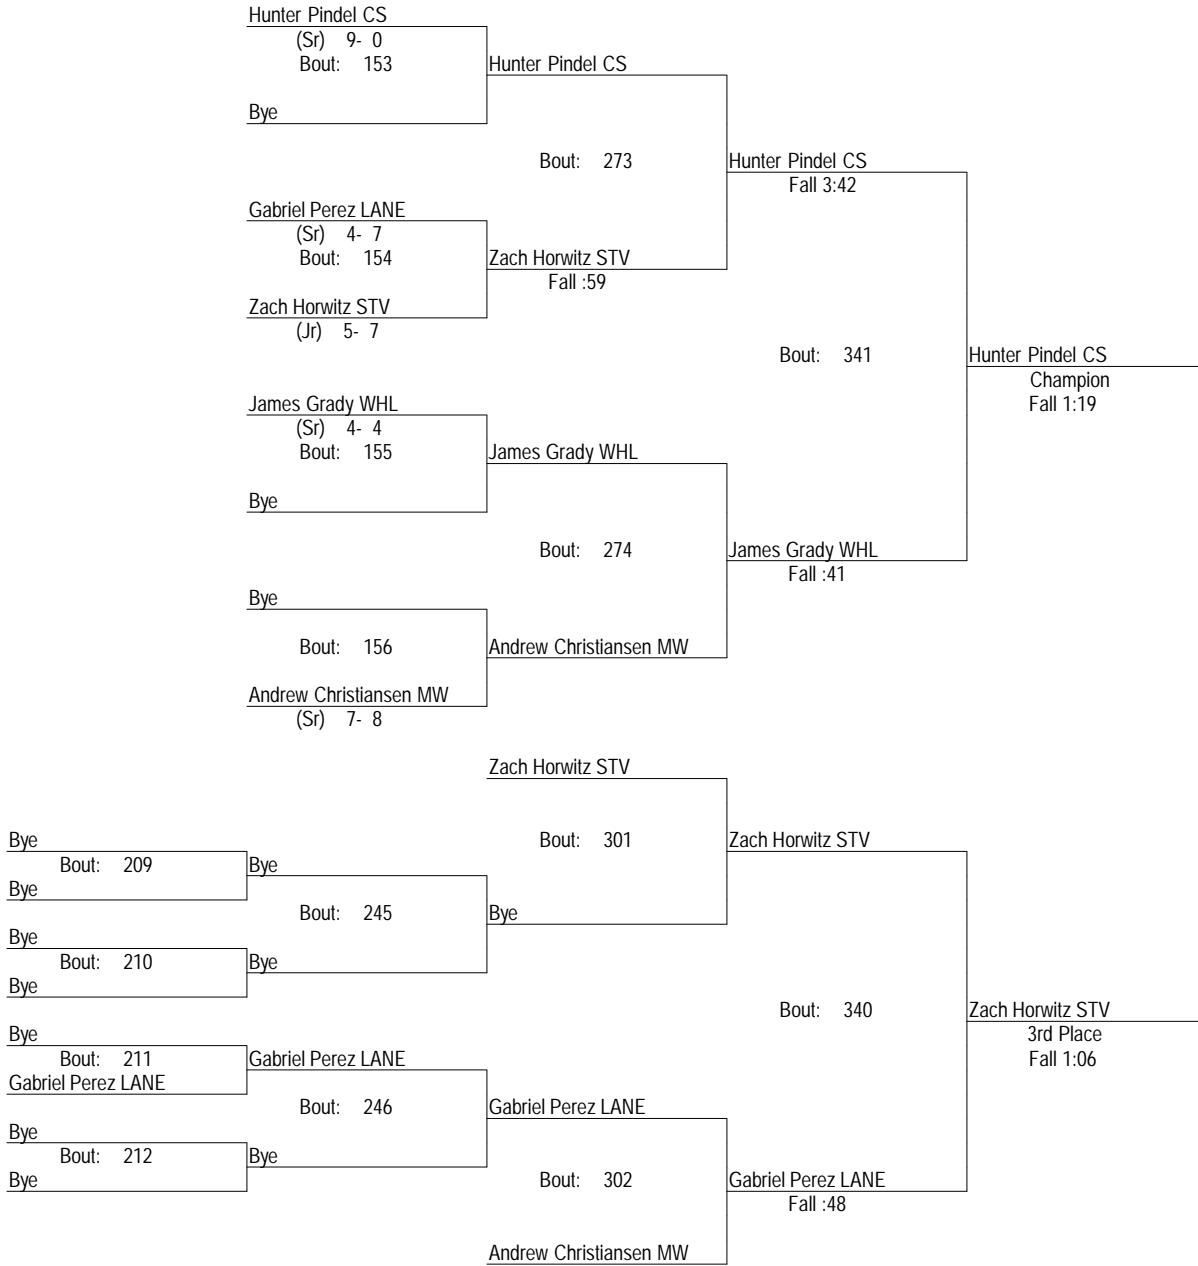 Hunter Pindel CS
(Sr) 9- 0
Bout: 153
Hunter Pindel CS
Bye
Bout: 273
Hunter Pindel CS
Fall 3:42
Gabriel Perez LANE
(Sr) 4- 7
Bout: 154
Zach Horwitz STV
Fall :59
Zach Horwitz STV
(Jr) 5- 7
Bout: 341
Hunter Pindel CS
Champion
Fall 1:19
James Grady WHL
(Sr) 4- 4
Bout: 155
James Grady WHL
Bye
Bout: 274
James Grady WHL
Fall :41
Bye
Bout: 156
Andrew Christiansen MW
Andrew Christiansen MW
(Sr) 7- 8
Zach Horwitz STV
Bout: 301
Zach Horwitz STV
Bye
Bout: 209
Bye
Bye
Bout: 245
Bye
Bye
Bout: 210
Bye
Bye
Bout: 340
Zach Horwitz STV
3rd Place
Fall 1:06
Bye
Bout: 211
Gabriel Perez LANE
Gabriel Perez LANE
Bout: 246
Gabriel Perez LANE
Bye
Bout: 212
Bye
Bye
Bout: 302
Gabriel Perez LANE
Fall :48
Andrew Christiansen MW